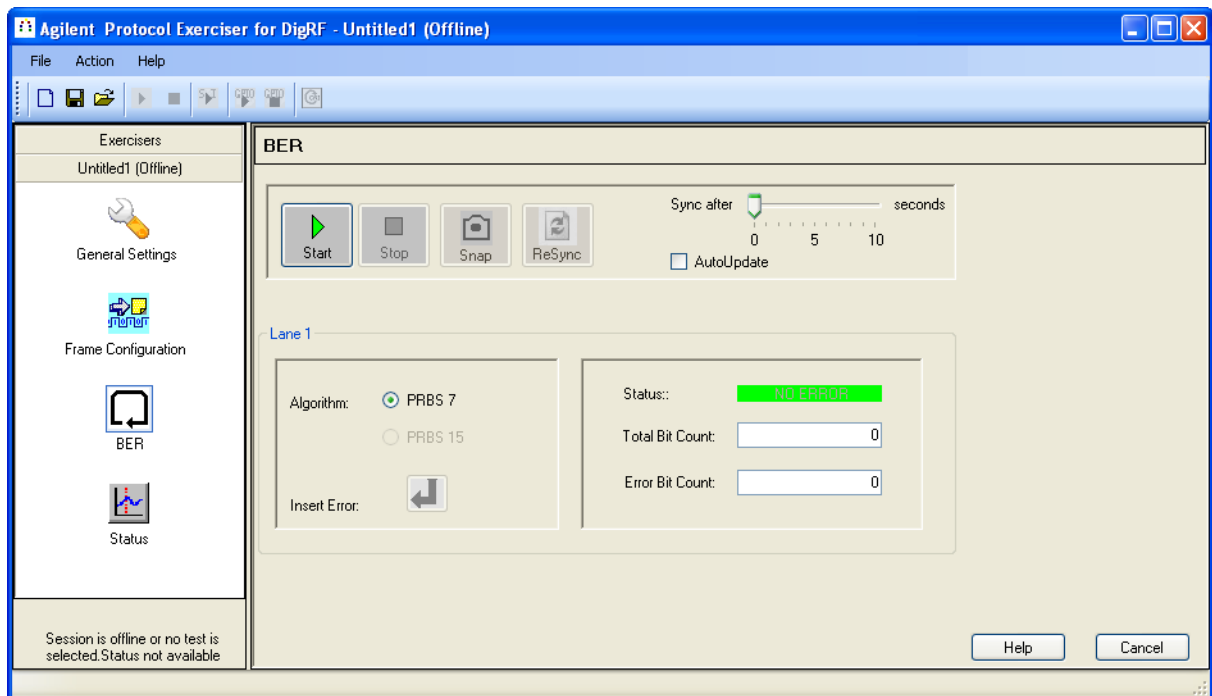 Agilent Protocol Exerciser for DigRF - Untitled1 (Offline)
File Action Help
Exercisers
Untitled1 (Offline)
General Settings
Frame Configuration
BER
Status
Session is offline or no test is
selected.Status not available
BER
Start
Stop
Snap
ReSync
Sync after
seconds
0 5 10
AutoUpdate
Lane 1
Algorithm:
PRBS 7
PRBS 15
Insert Error:
Status::
NO ERROR
Total Bit Count:
0
Error Bit Count:
0
Help
Cancel